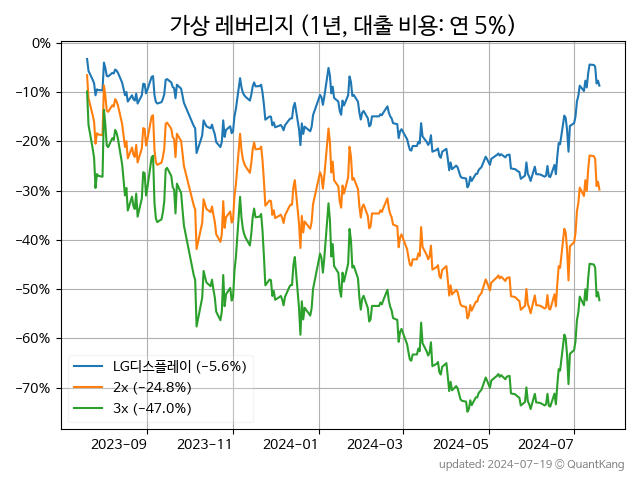 가상 레버리지 (1년, 대출 비용: 연 5%)
0%
−10%
−20%
−30%
−40%
−50%
−60%
−70%
LG디스플레이 (−5.6%)
2x (−24.8%)
3x (−47.0%)
2023-09 2023-11 2024-01 2024-03 2024-05 2024-07
updated: 2024-07-19 © QuantKang